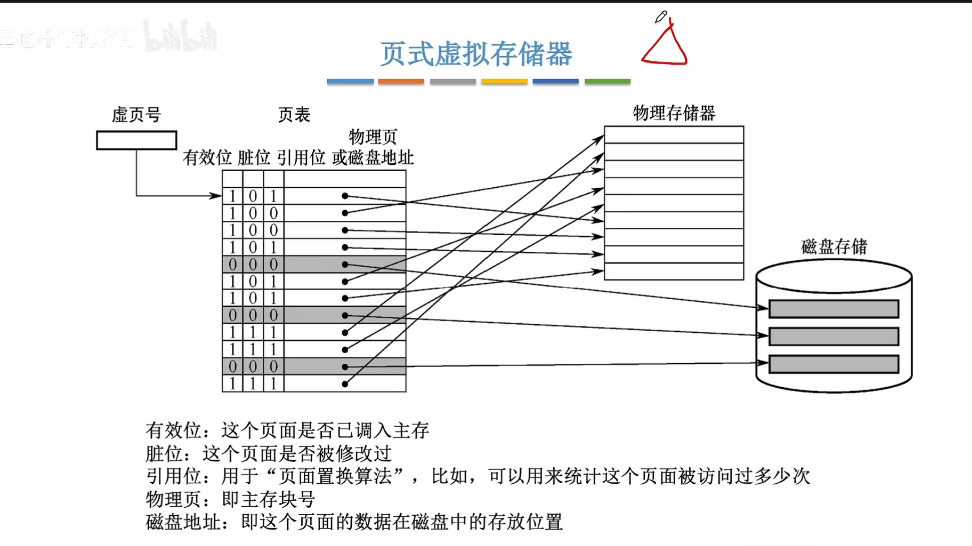 bilibili
页式虚拟存储器
虚页号
页表
物理存储器
物理页
有效位 脏位 引用位 或磁盘地址
1 0 1
1 0 0
1 0 0
1 0 1
0 0 0
1 0 1
1 0 1
0 0 0
1 1 1
1 1 1
0 0 0
1 1 1
磁盘存储
有效位：这个页面是否已调入主存
脏位：这个页面是否被修改过
引用位：用于“页面置换算法”，比如，可以用来统计这个页面被访问过多少次
物理页：即主存块号
磁盘地址：即这个页面的数据在磁盘中的存放位置